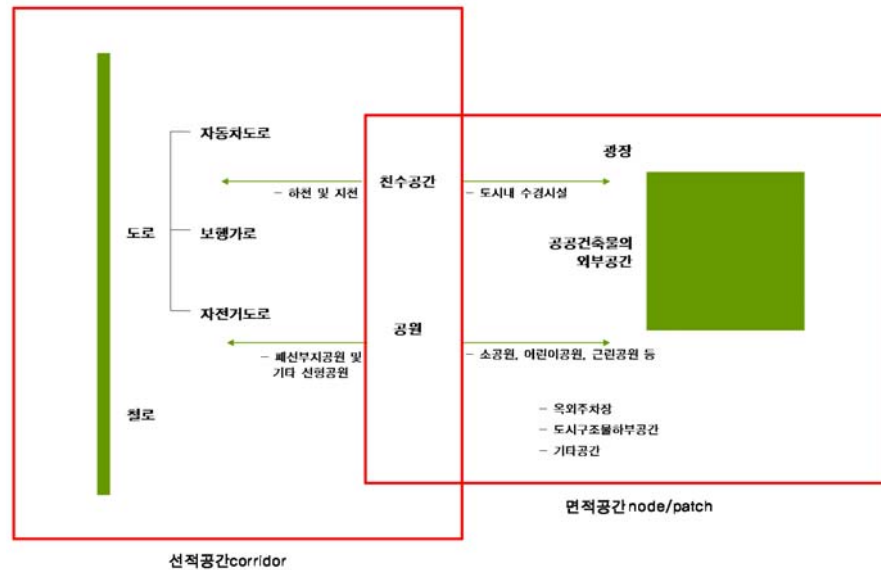 자동차도로
광장
친수공간
– 하천 및 지천
– 도시내 수경시설
도로
보행가로
공공건축물의
외부공간
자전거도로
공원
– 폐선부지공원 및
기타 선형공원
– 소공원, 어린이공원, 근린공원 등
철로
– 옥외주차장
– 도시구조물하부공간
– 기타공간
면적공간node/patch
선적공간corridor